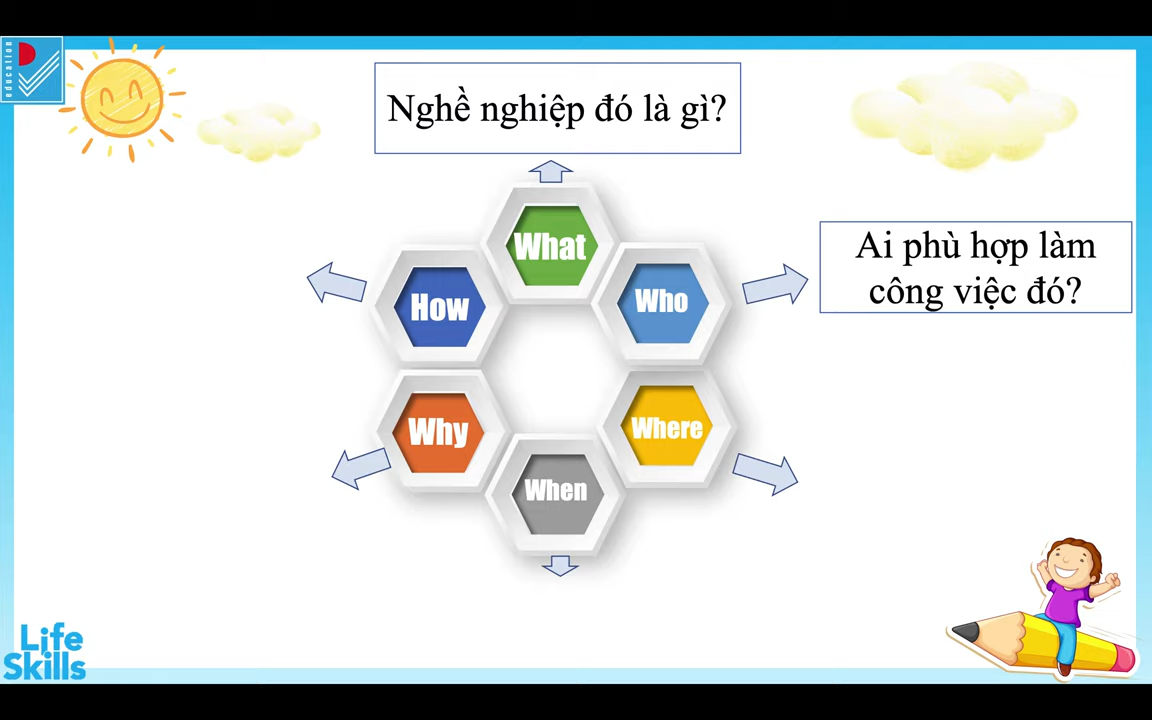 education
Nghề nghiệp đó là gì?
What
Who
Ai phù hợp làm
công việc đó?
How
Why
Where
When
Life
Skills